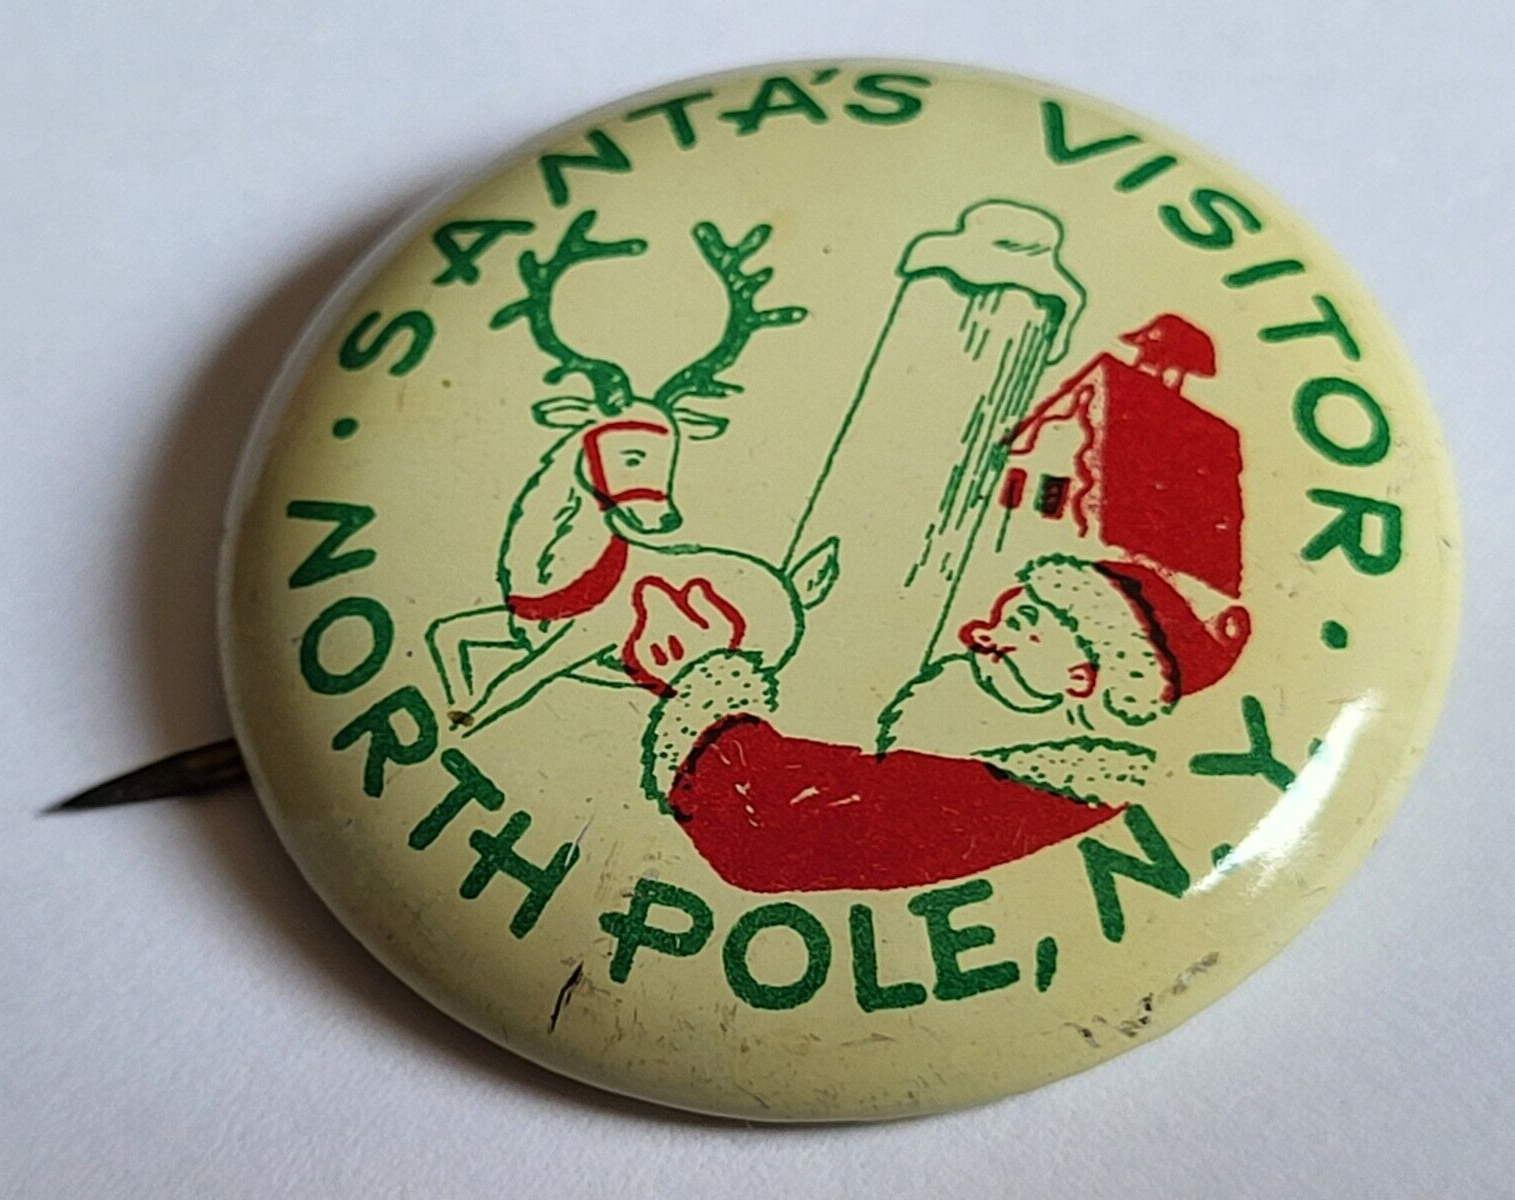 · SANTA'S VISITOR ·
NORTH POLE, N.Y.